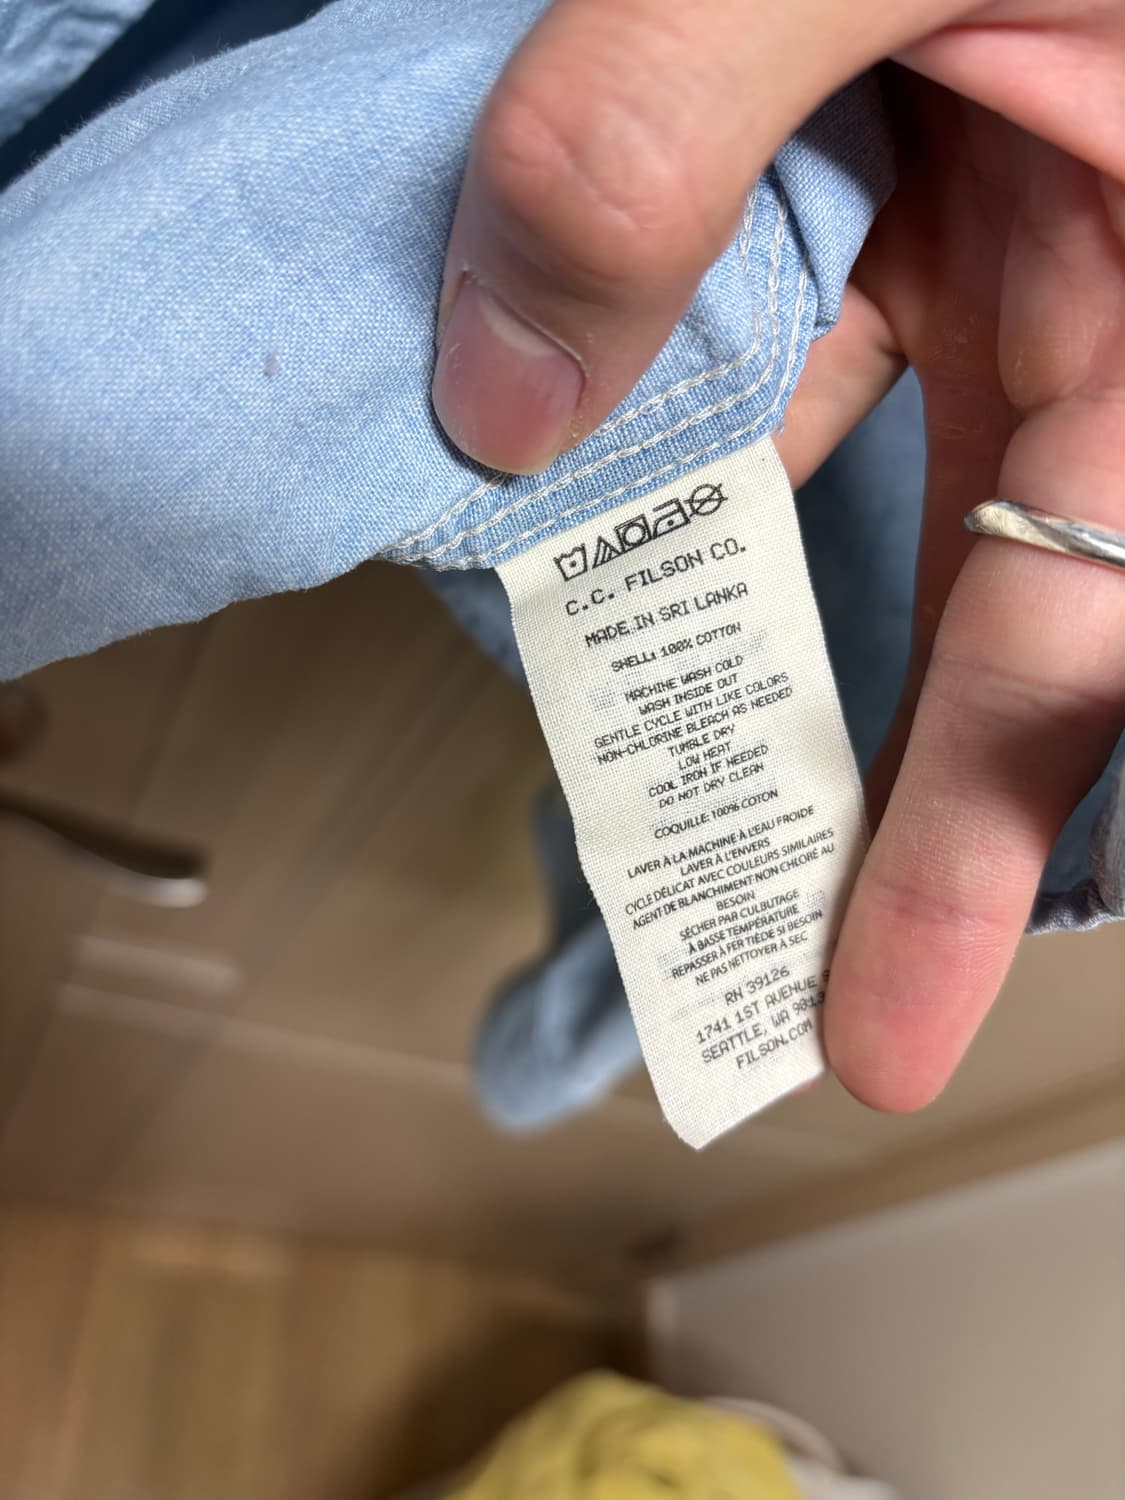 C.C. FILSON CO.
MADE IN SRI LANKA
SHELL: 100% COTTON
MACHINE WASH COLD
WASH INSIDE OUT
GENTLE CYCLE WITH LIKE COLORS
NON-CHLORINE BLEACH AS NEEDED
TUMBLE DRY
LOW HEAT
COOL IRON IF NEEDED
DO NOT DRY CLEAN
COQUILLE: 100% COTON
LAVER À LA MACHINE À L'EAU FROIDE
LAVER À L'ENVERS
CYCLE DÉLICAT AVEC COULEURS SIMILAIRES
AGENT DE BLANCHIMENT NON CHLORÉ AU
BESOIN
SÉCHER PAR CULBUTAGE
À BASSE TEMPÉRATURE
REPASSER À FER TIÈDE SI BESOIN
NE PAS NETTOYER À SEC
RN 39126
1741 1ST AVENUE S
SEATTLE, WA
FILSON.COM